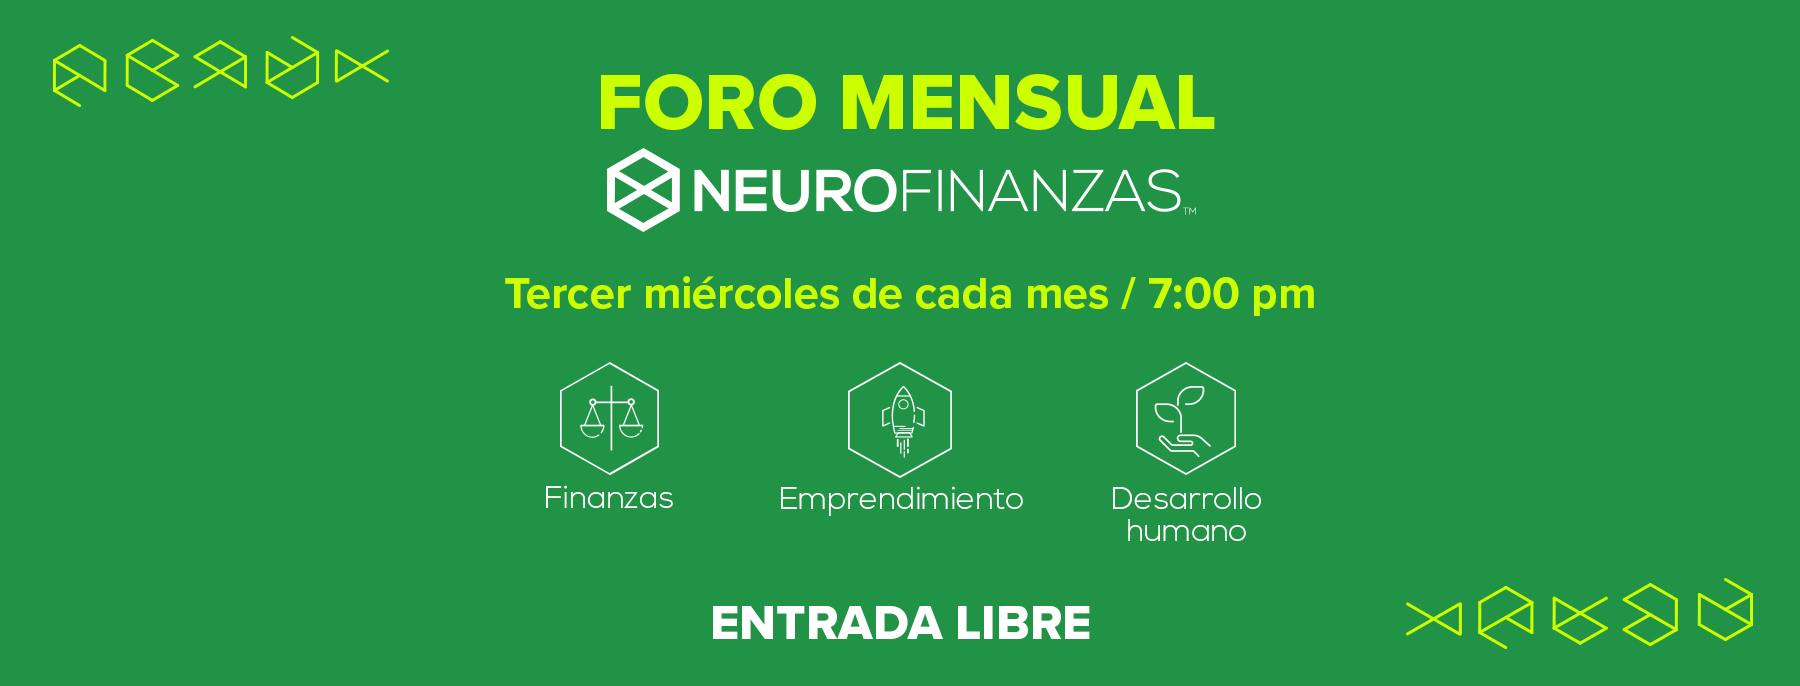 FORO MENSUAL
NEUROFINANZAS™
Tercer miércoles de cada mes / 7:00 pm
Finanzas
Emprendimiento
Desarrollo
humano
ENTRADA LIBRE